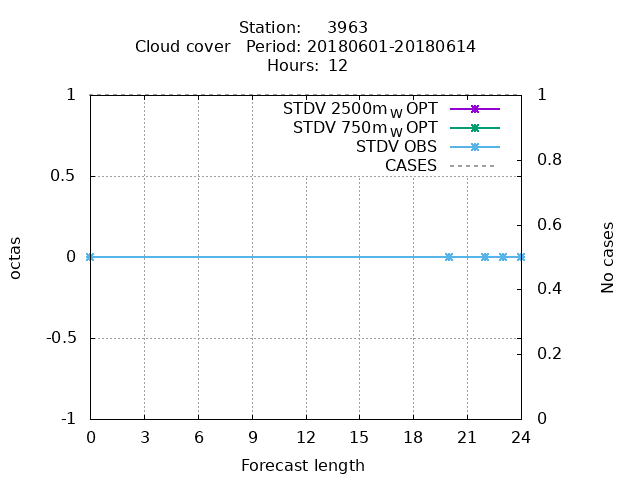 Station: 3963
Cloud cover Period: 20180601-20180614
Hours: 12
STDV 2500m W OPT
STDV 750m W OPT
STDV OBS
CASES
1
0.5
0
-0.5
-1
1
0.8
0.6
0.4
0.2
0
octas
No cases
0 3 6 9 12 15 18 21 24
Forecast length